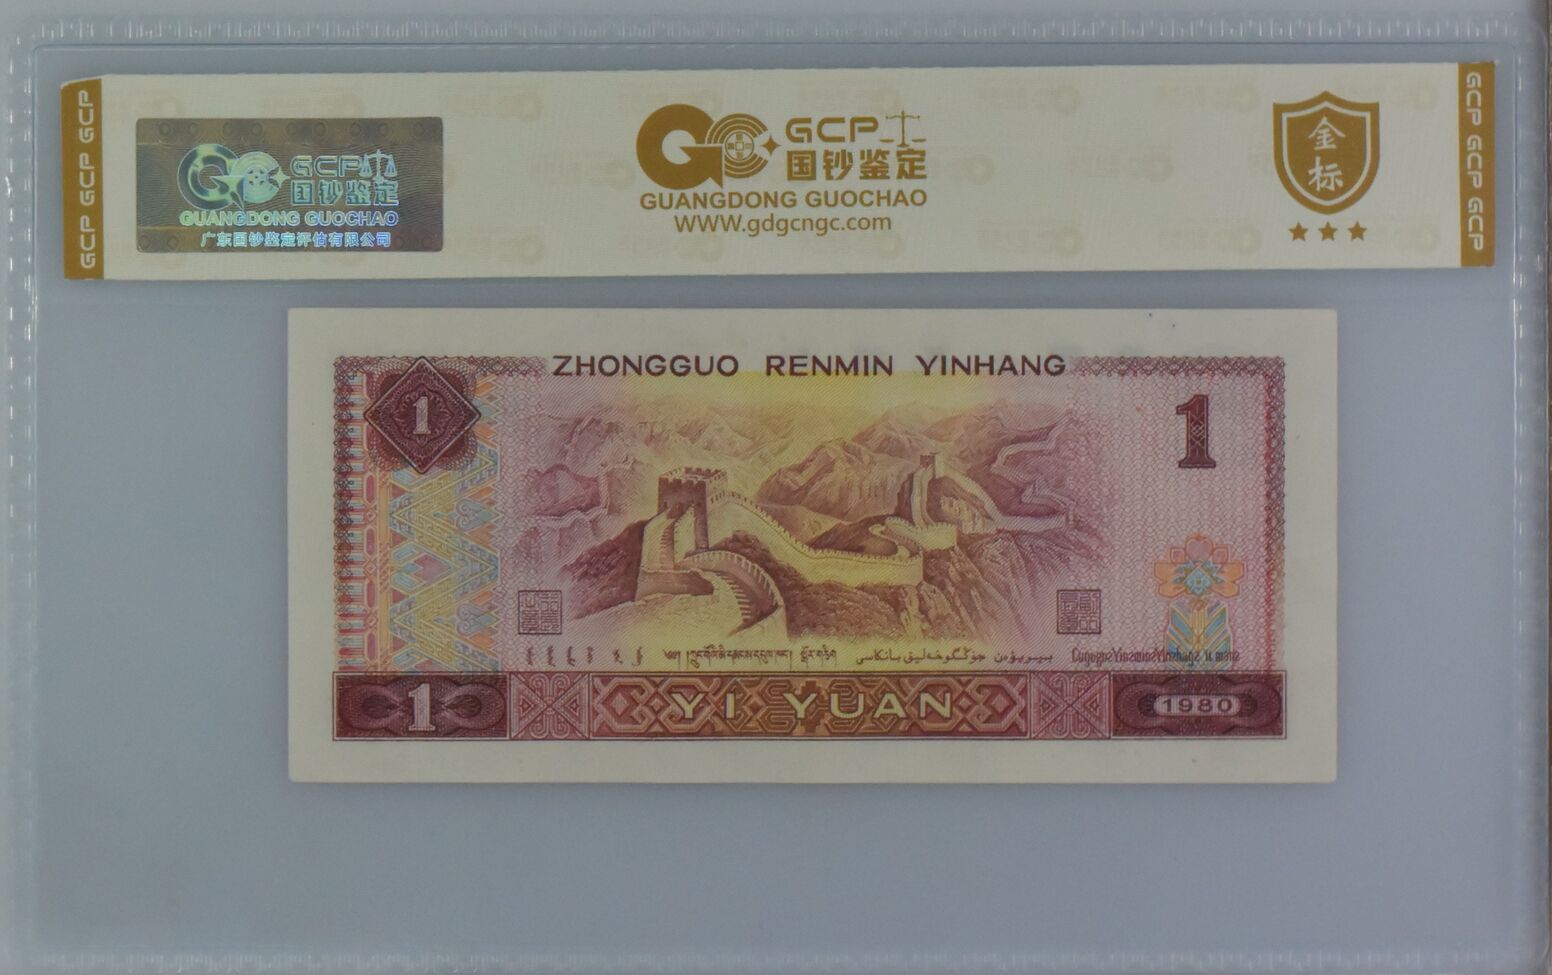 GCP GCP GCP
GCP
国钞鉴定
GUANGDONG GUOCHAO
广东国钞鉴定评估有限公司
GCP
国钞鉴定
GUANGDONG GUOCHAO
WWW.gdgcngc.com
金标
GCP GCP GCP
ZHONGGUO RENMIN YINHANG
1
1
1
YI YUAN
1980